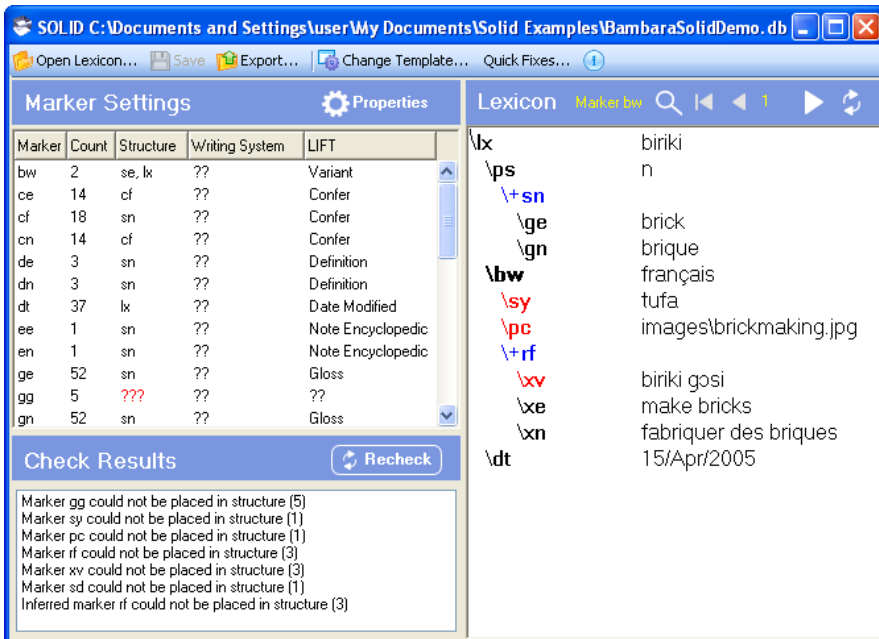 SOLID C:\Documents and Settings\user\My Documents\Solid Examples\BambaraSolidDemo.db
Open Lexicon... Save Export... Change Template... Quick Fixes...
Marker Settings Properties
Marker Count Structure Writing System LIFT
bw 2 se, lx ?? Variant
ce 14 cf ?? Confer
cf 18 sn ?? Confer
cn 14 cf ?? Confer
de 3 sn ?? Definition
dn 3 sn ?? Definition
dt 37 lx ?? Date Modified
ee 1 sn ?? Note Encyclopedic
en 1 sn ?? Note Encyclopedic
ge 52 sn ?? Gloss
gg 5 ??? ?? ??
gn 52 sn ?? Gloss
Check Results Recheck
Marker gg could not be placed in structure (5)
Marker sy could not be placed in structure (1)
Marker pc could not be placed in structure (1)
Marker rf could not be placed in structure (3)
Marker xv could not be placed in structure (3)
Marker sd could not be placed in structure (1)
Inferred marker rf could not be placed in structure (3)
Lexicon Marker bw 1
\lx biriki
\ps n
\+sn
\ge brick
\gn brique
\bw français
\sy tufa
\pc images\brickmaking.jpg
\+rf
\xv biriki gɔsi
\xe make bricks
\xn fabriquer des briques
\dt 15/Apr/2005